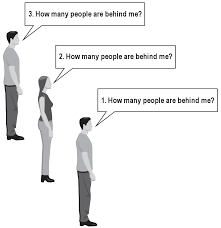 3. How many people are behind me?
2. How many people are behind me?
1. How many people are behind me?